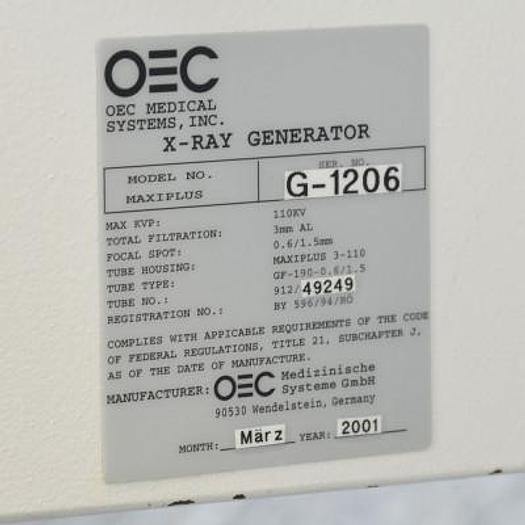 OEC
OEC MEDICAL
SYSTEMS, INC.
X-RAY GENERATOR
MODEL NO.
MAXIPLUS
SER. NO.
G-1206
MAX KVP: 110KV
TOTAL FILTRATION: 3mm AL
FOCAL SPOT: 0.6/1.5mm
TUBE HOUSING: MAXIPLUS 3-110
TUBE TYPE: GF-190-0.6/1.5
TUBE NO.: 912/49249
REGISTRATION NO.: BY 596/94/RÖ
COMPLIES WITH APPICABLE REQUIREMENTS OF THE CODE
OF FEDERAL REGULATIONS, TITLE 21, SUBCHAPTER J,
AS OF THE DATE OF MANUFACTURE.
MANUFACTURER: OEC Medizinische
Systeme GmbH
90530 Wendelstein, Germany
MONTH: März YEAR: 2001